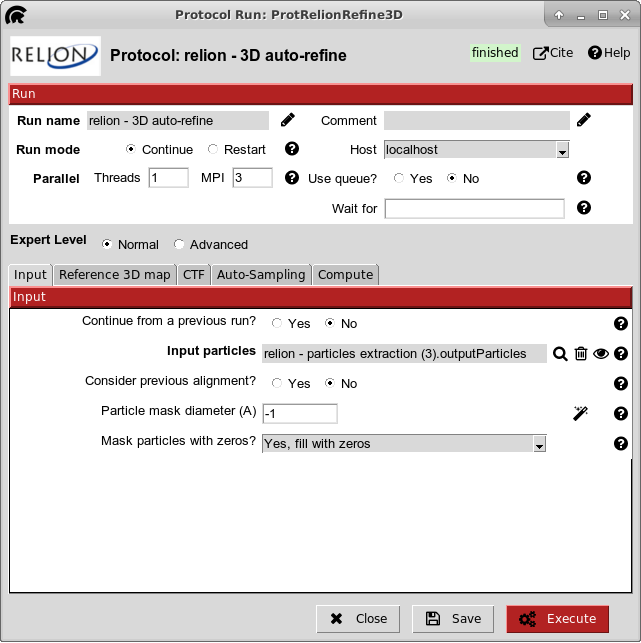 Protocol Run: ProtRelionRefine3D
RELION Protocol: relion - 3D auto-refine finished Cite Help
Run
Run name relion - 3D auto-refine Comment
Run mode Continue Restart Host localhost
Parallel Threads 1 MPI 3 Use queue? Yes No
Wait for
Expert Level Normal Advanced
Input Reference 3D map CTF Auto-Sampling Compute
Input
Continue from a previous run? Yes No
Input particles relion - particles extraction (3).outputParticles
Consider previous alignment? Yes No
Particle mask diameter (A) -1
Mask particles with zeros? Yes, fill with zeros
Close Save Execute